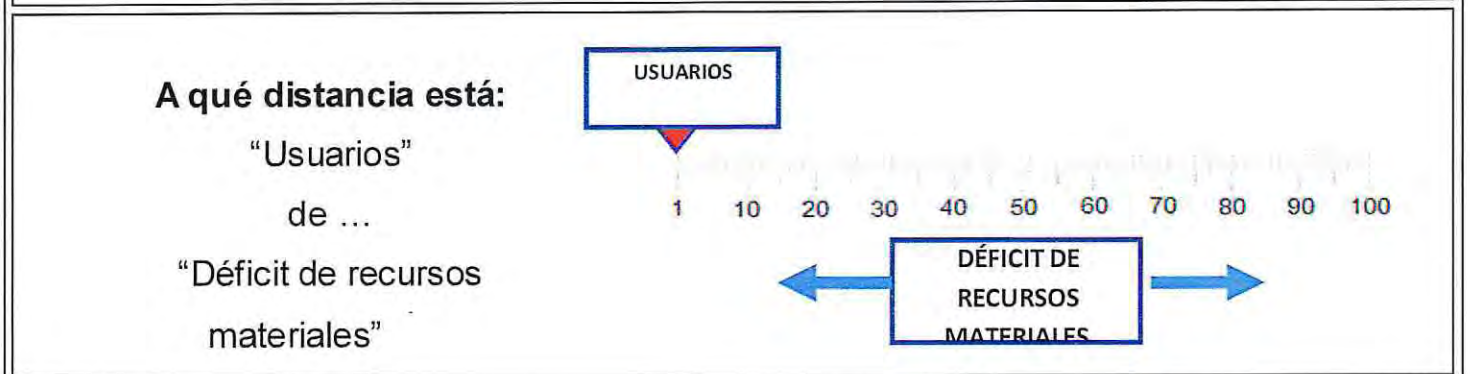 A qué distancia está:
“Usuarios”
de ...
“Déficit de recursos
materiales”
USUARIOS
1 10 20 30 40 50 60 70 80 90 100
DÉFICIT DE
RECURSOS
MATERIALES